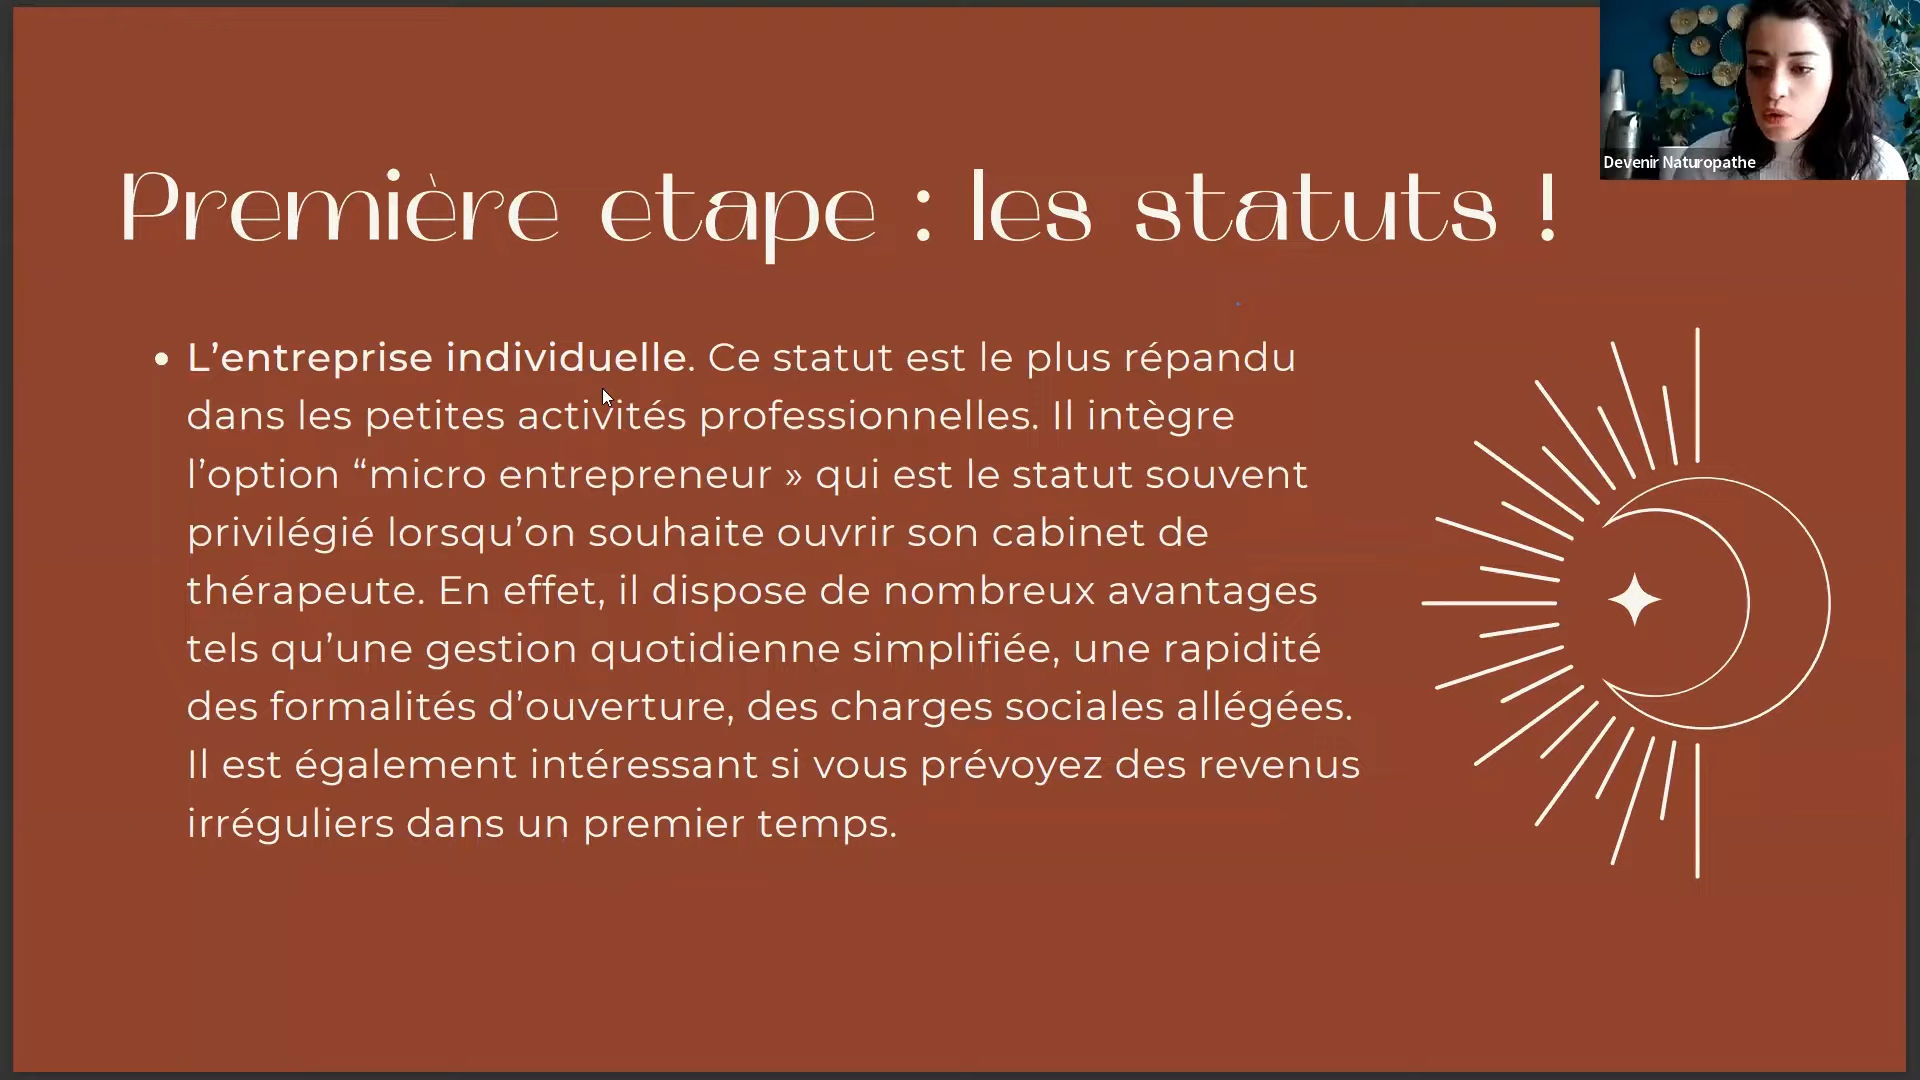 Première etape : les statuts !
• L’entreprise individuelle. Ce statut est le plus répandu
dans les petites activités professionnelles. Il intègre
l’option “micro entrepreneur » qui est le statut souvent
privilégié lorsqu’on souhaite ouvrir son cabinet de
thérapeute. En effet, il dispose de nombreux avantages
tels qu’une gestion quotidienne simplifiée, une rapidité
des formalités d’ouverture, des charges sociales allégées.
Il est également intéressant si vous prévoyez des revenus
irréguliers dans un premier temps.
Devenir Naturopathe